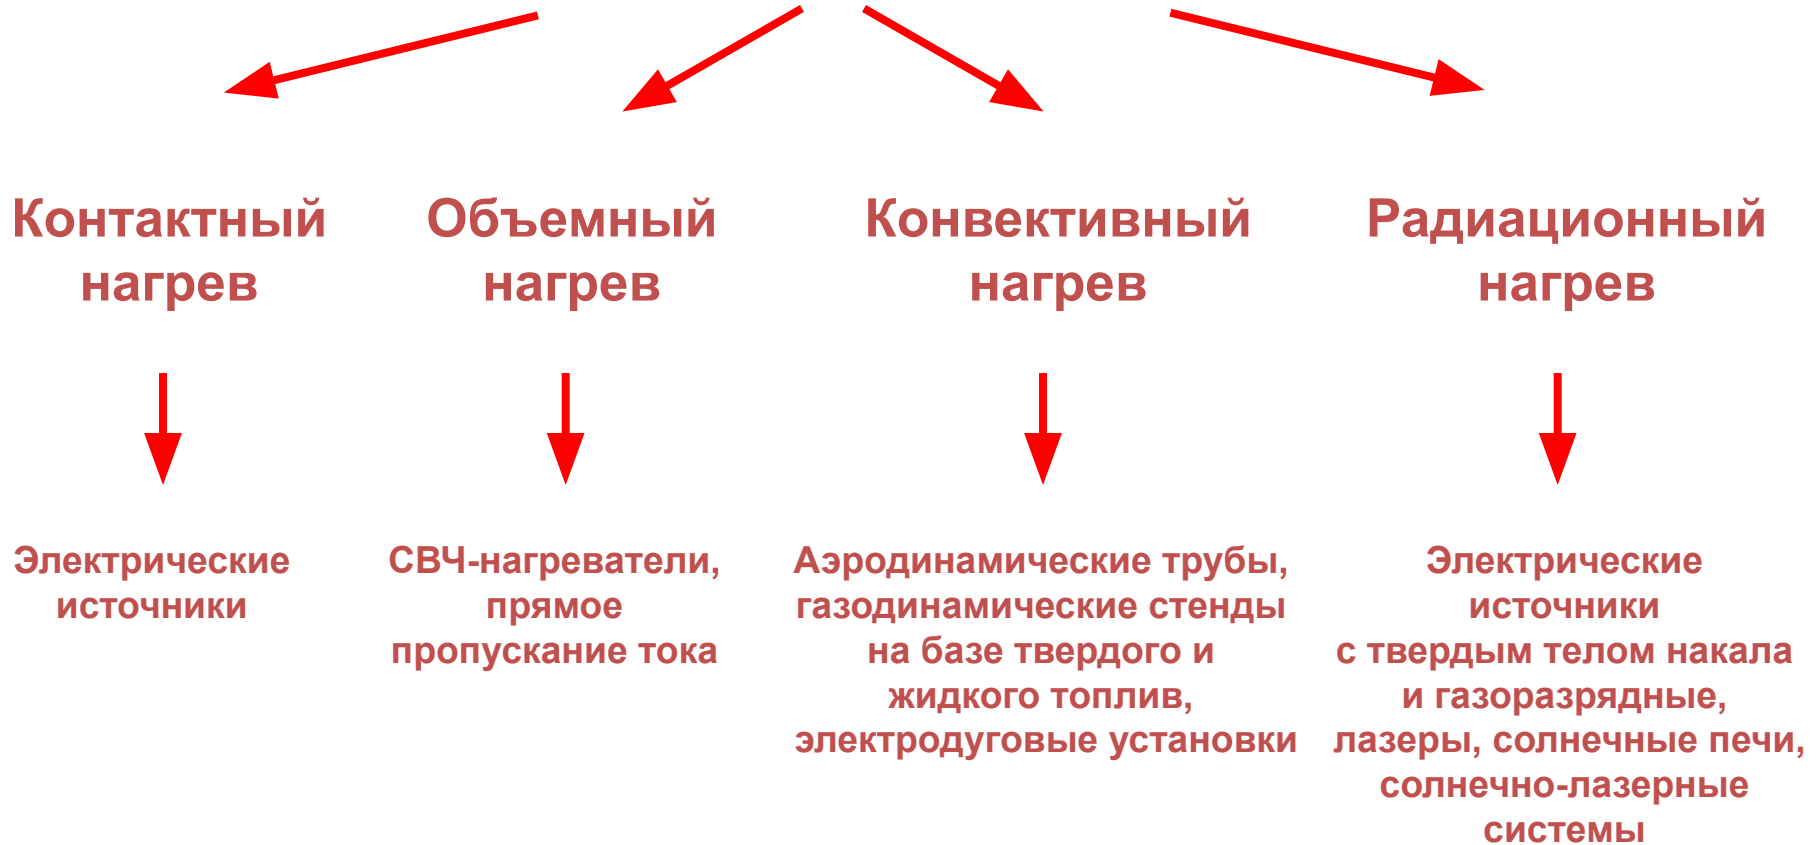 Контактный
нагрев
Объемный
нагрев
Конвективный
нагрев
Радиационный
нагрев
Электрические
источники
СВЧ-нагреватели,
прямое
пропускание тока
Аэродинамические трубы,
газодинамические стенды
на базе твердого и
жидкого топлив,
электродуговые установки
Электрические
источники
с твердым телом накала
и газоразрядные,
лазеры, солнечные печи,
солнечно-лазерные
системы